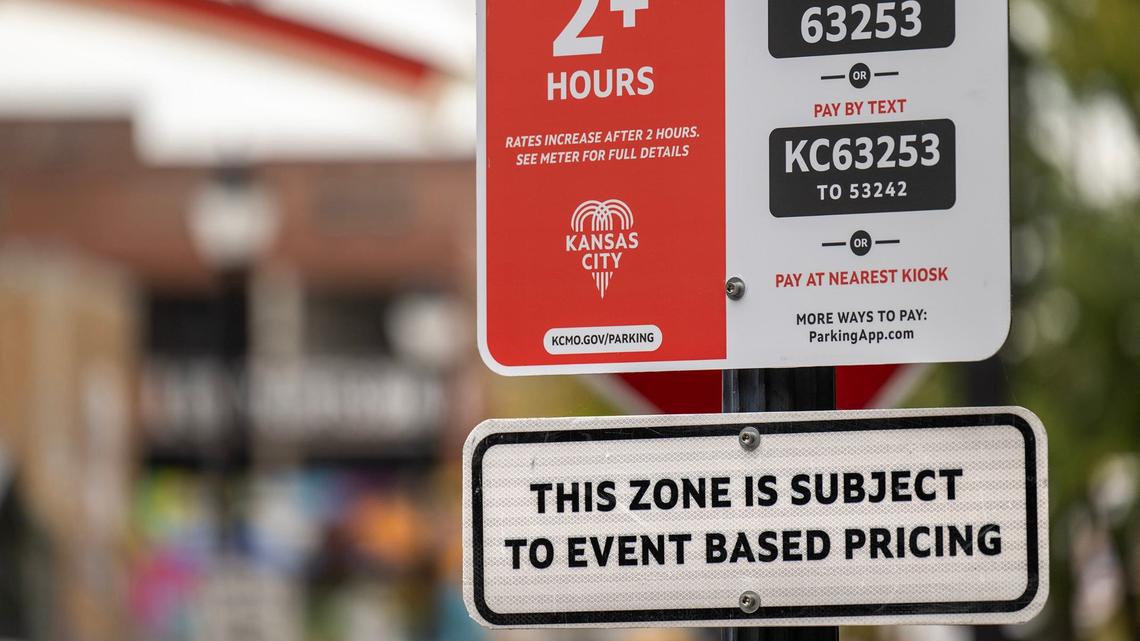 2+
HOURS
RATES INCREASE AFTER 2 HOURS.
SEE METER FOR FULL DETAILS
KANSAS
CITY
KCMO.GOV/PARKING
63253
OR
PAY BY TEXT
KC63253
TO 53242
OR
PAY AT NEAREST KIOSK
MORE WAYS TO PAY:
ParkingApp.com
THIS ZONE IS SUBJECT
TO EVENT BASED PRICING